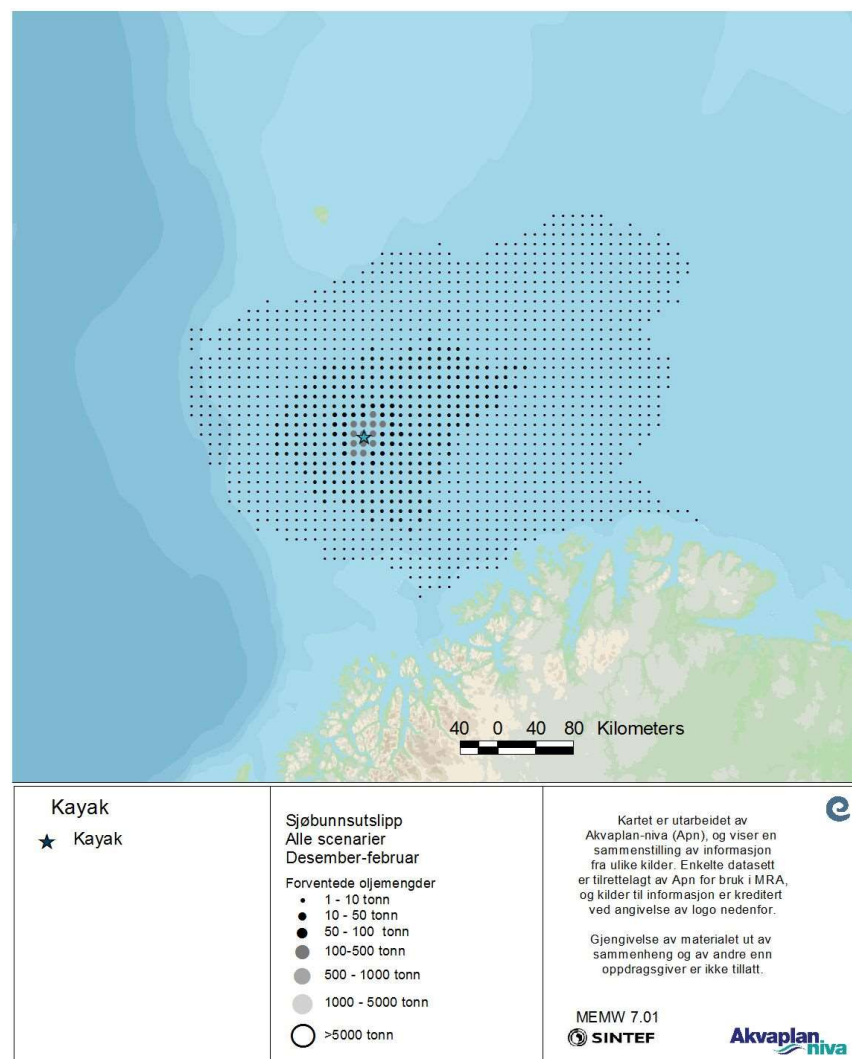 40 0 40 80 Kilometers
Kayak
Kayak
Sjøbunnsutslipp
Alle scenarier
Desember-februar
Forventede oljemengder
1 - 10 tonn
10 - 50 tonn
50 - 100 tonn
100-500 tonn
500 - 1000 tonn
1000 - 5000 tonn
>5000 tonn
Kartet er utarbeidet av
Akvaplan-niva (Apn), og viser en
sammenstilling av informasjon
fra ulike kilder. Enkelte datasett
er tilrettelagt av Apn for bruk i MRA,
og kilder til informasjon er kreditert
ved angivelse av logo nedenfor.
Gjengivelse av materialet ut av
sammenheng og av andre enn
oppdragsgiver er ikke tillatt.
MEMW 7.01
SINTEF
Akvaplan
niva